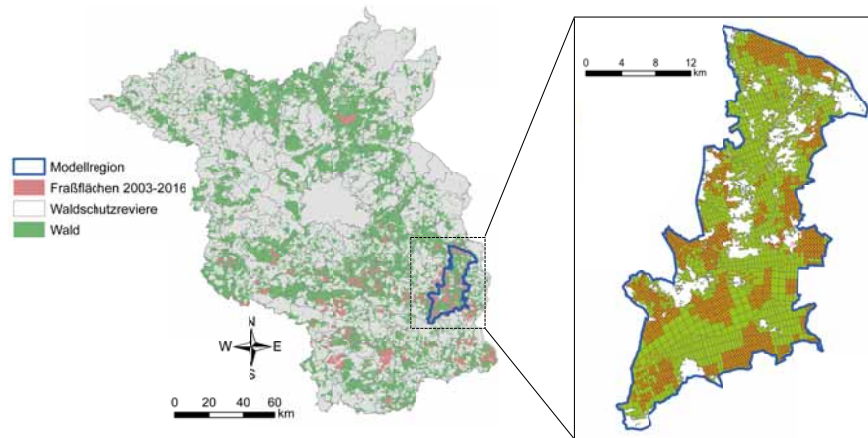 Modellregion
Fraßflächen 2003-2016
Waldschutzreviere
Wald
N
W E
S
0 20 40 60
km
0 4 8 12
km